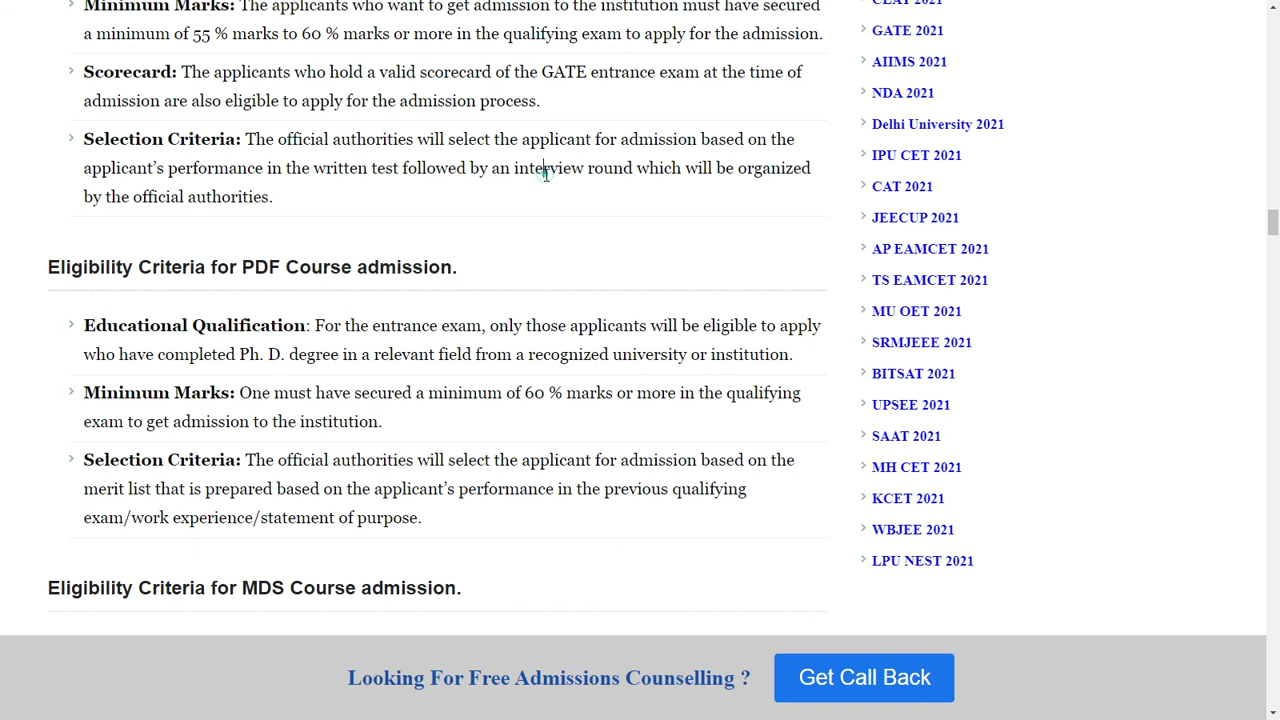 Minimum Marks: The applicants who want to get admission to the institution must have secured
a minimum of 55 % marks to 60 % marks or more in the qualifying exam to apply for the admission.
Scorecard: The applicants who hold a valid scorecard of the GATE entrance exam at the time of
admission are also eligible to apply for the admission process.
Selection Criteria: The official authorities will select the applicant for admission based on the
applicant's performance in the written test followed by an interview round which will be organized
by the official authorities.
Eligibility Criteria for PDF Course admission.
Educational Qualification: For the entrance exam, only those applicants will be eligible to apply
who have completed Ph. D. degree in a relevant field from a recognized university or institution.
Minimum Marks: One must have secured a minimum of 60 % marks or more in the qualifying
exam to get admission to the institution.
Selection Criteria: The official authorities will select the applicant for admission based on the
merit list that is prepared based on the applicant's performance in the previous qualifying
exam/work experience/statement of purpose.
Eligibility Criteria for MDS Course admission.
CLAT 2021
GATE 2021
AIIMS 2021
NDA 2021
Delhi University 2021
IPU CET 2021
CAT 2021
JEECUP 2021
AP EAMCET 2021
TS EAMCET 2021
MU OET 2021
SRMJEEE 2021
BITSAT 2021
UPSEE 2021
SAAT 2021
MH CET 2021
KCET 2021
WBJEE 2021
LPU NEST 2021
Looking For Free Admissions Counselling ?
Get Call Back